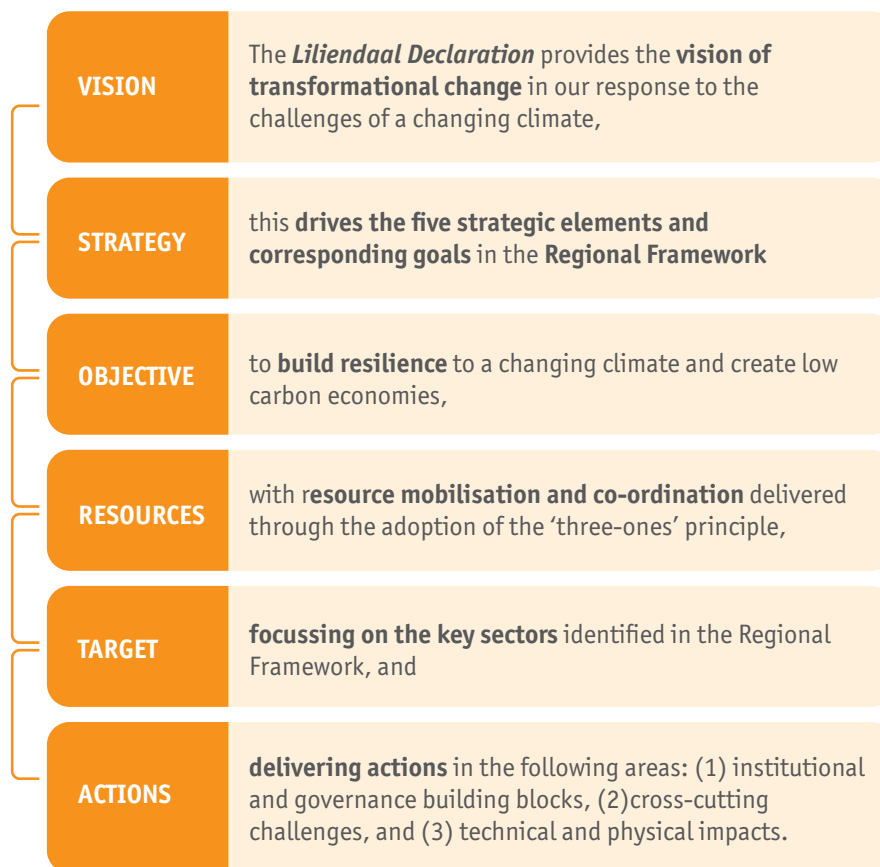 VISION
The Liliendaal Declaration provides the vision of
transformational change in our response to the
challenges of a changing climate,
STRATEGY
this drives the five strategic elements and
corresponding goals in the Regional Framework
OBJECTIVE
to build resilience to a changing climate and create low
carbon economies,
RESOURCES
with resource mobilisation and co-ordination delivered
through the adoption of the ‘three-ones’ principle,
TARGET
focussing on the key sectors identified in the Regional
Framework, and
ACTIONS
delivering actions in the following areas: (1) institutional
and governance building blocks, (2)cross-cutting
challenges, and (3) technical and physical impacts.